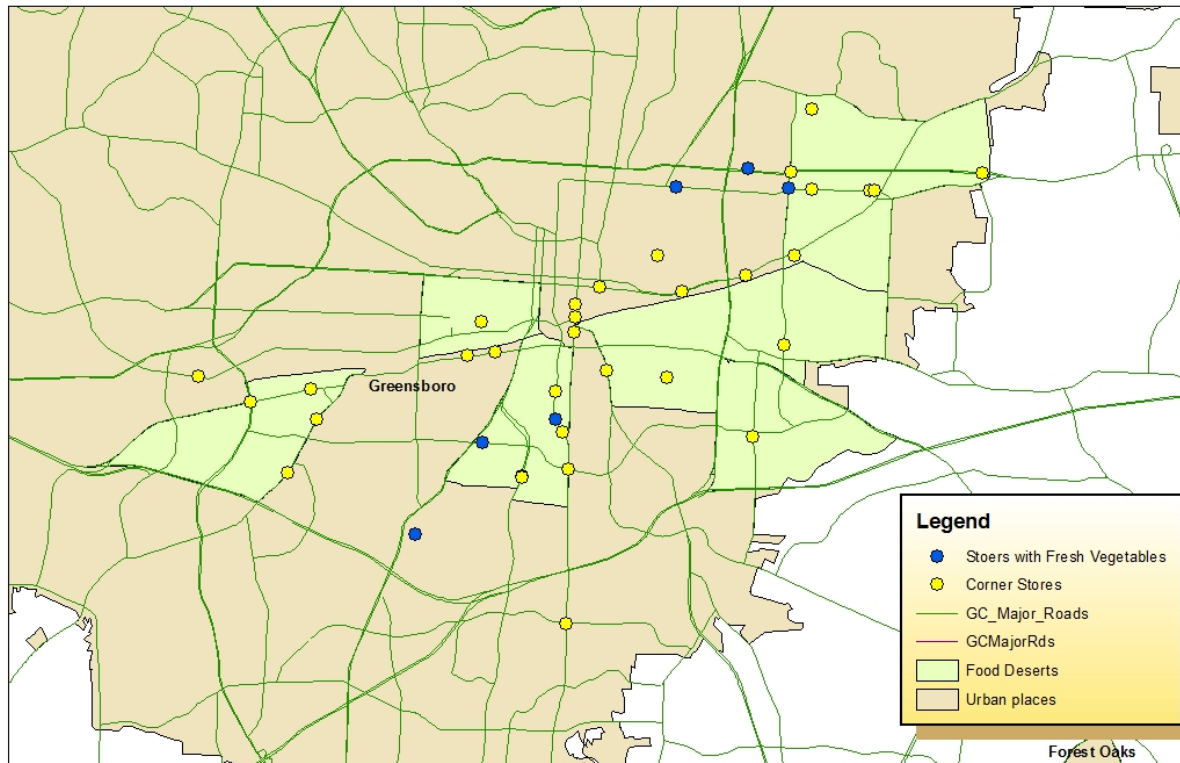 Greensboro
Legend
Stoers with Fresh Vegetables
Corner Stores
GC_Major_Roads
GCMajorRds
Food Deserts
Urban places
Forest Oaks